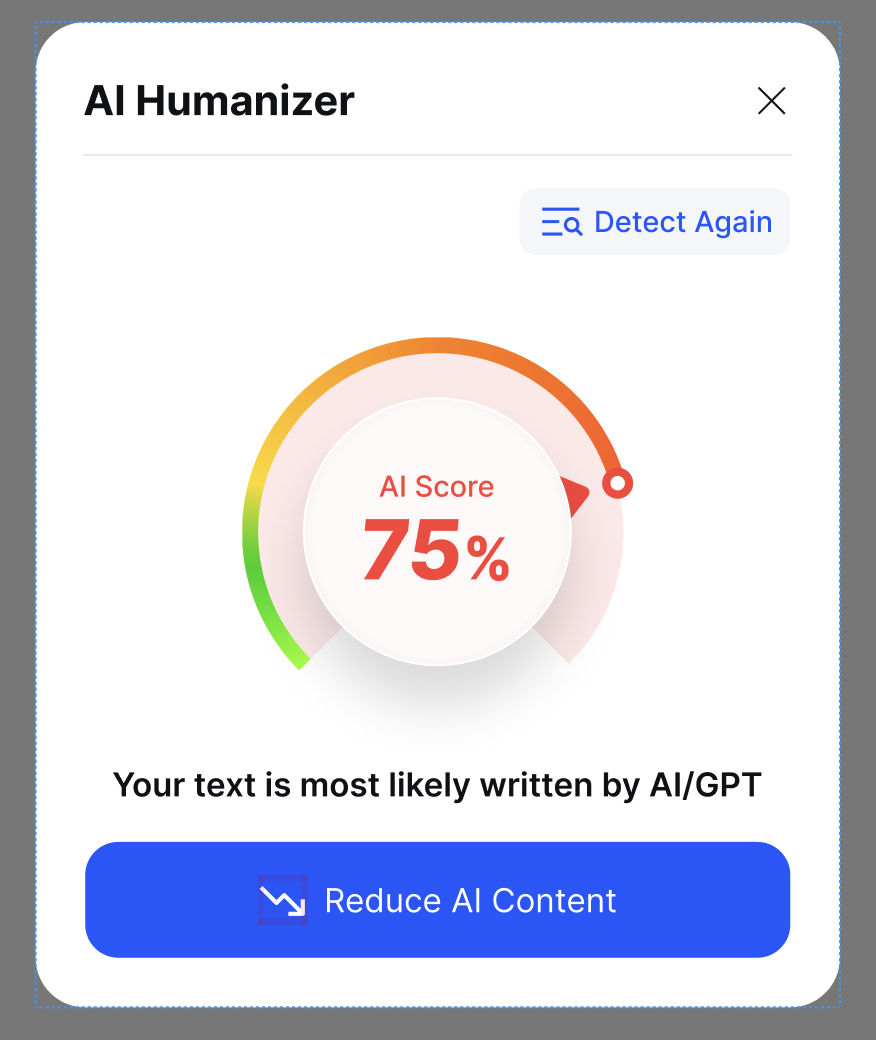 AI Humanizer
Detect Again
AI Score
75%
Your text is most likely written by AI/GPT
Reduce AI Content